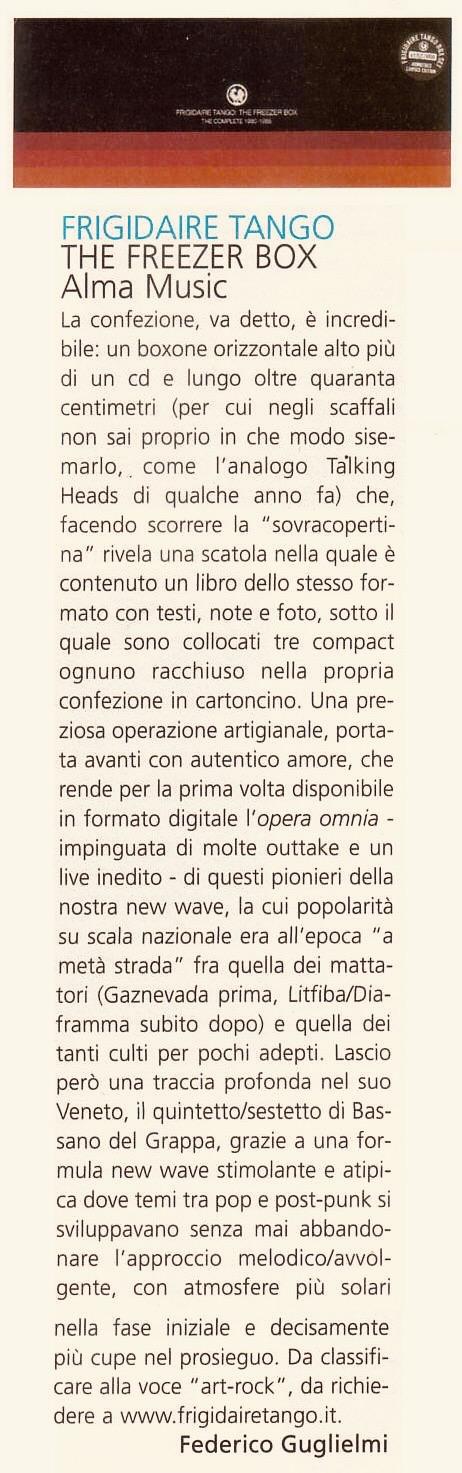 FRIGIDAIRE TANGO BOX SET
LIMITED EDITION
FRIGIDAIRE TANGO: THE FREEZER BOX
THE COMPLETE 1980-1985
FRIGIDAIRE TANGO
THE FREEZER BOX
Alma Music
La confezione, va detto, è incredi-
bile: un boxone orizzontale alto più
di un cd e lungo oltre quaranta
centimetri (per cui negli scaffali
non sai proprio in che modo siste-
marlo, come l'analogo Talking
Heads di qualche anno fa) che,
facendo scorrere la "sovracoperti-
na" rivela una scatola nella quale è
contenuto un libro dello stesso for-
mato con testi, note e foto, sotto il
quale sono collocati tre compact
ognuno racchiuso nella propria
confezione in cartoncino. Una pre-
ziosa operazione artigianale, porta-
ta avanti con autentico amore, che
rende per la prima volta disponibile
in formato digitale l'opera omnia -
impinguata di molte outtake e un
live inedito - di questi pionieri della
nostra new wave, la cui popolarità
su scala nazionale era all'epoca "a
metà strada" fra quella dei matta-
tori (Gaznevada prima, Litfiba/Dia-
framma subito dopo) e quella dei
tanti culti per pochi adepti. Lascio
però una traccia profonda nel suo
Veneto, il quintetto/sestetto di Bas-
sano del Grappa, grazie a una for-
mula new wave stimolante e atipi-
ca dove temi tra pop e post-punk si
sviluppavano senza mai abbando-
nare l'approccio melodico/avvol-
gente, con atmosfere più solari
nella fase iniziale e decisamente
più cupe nel prosieguo. Da classifi-
care alla voce "art-rock", da richie-
dere a www.frigidairetango.it.
Federico Guglielmi